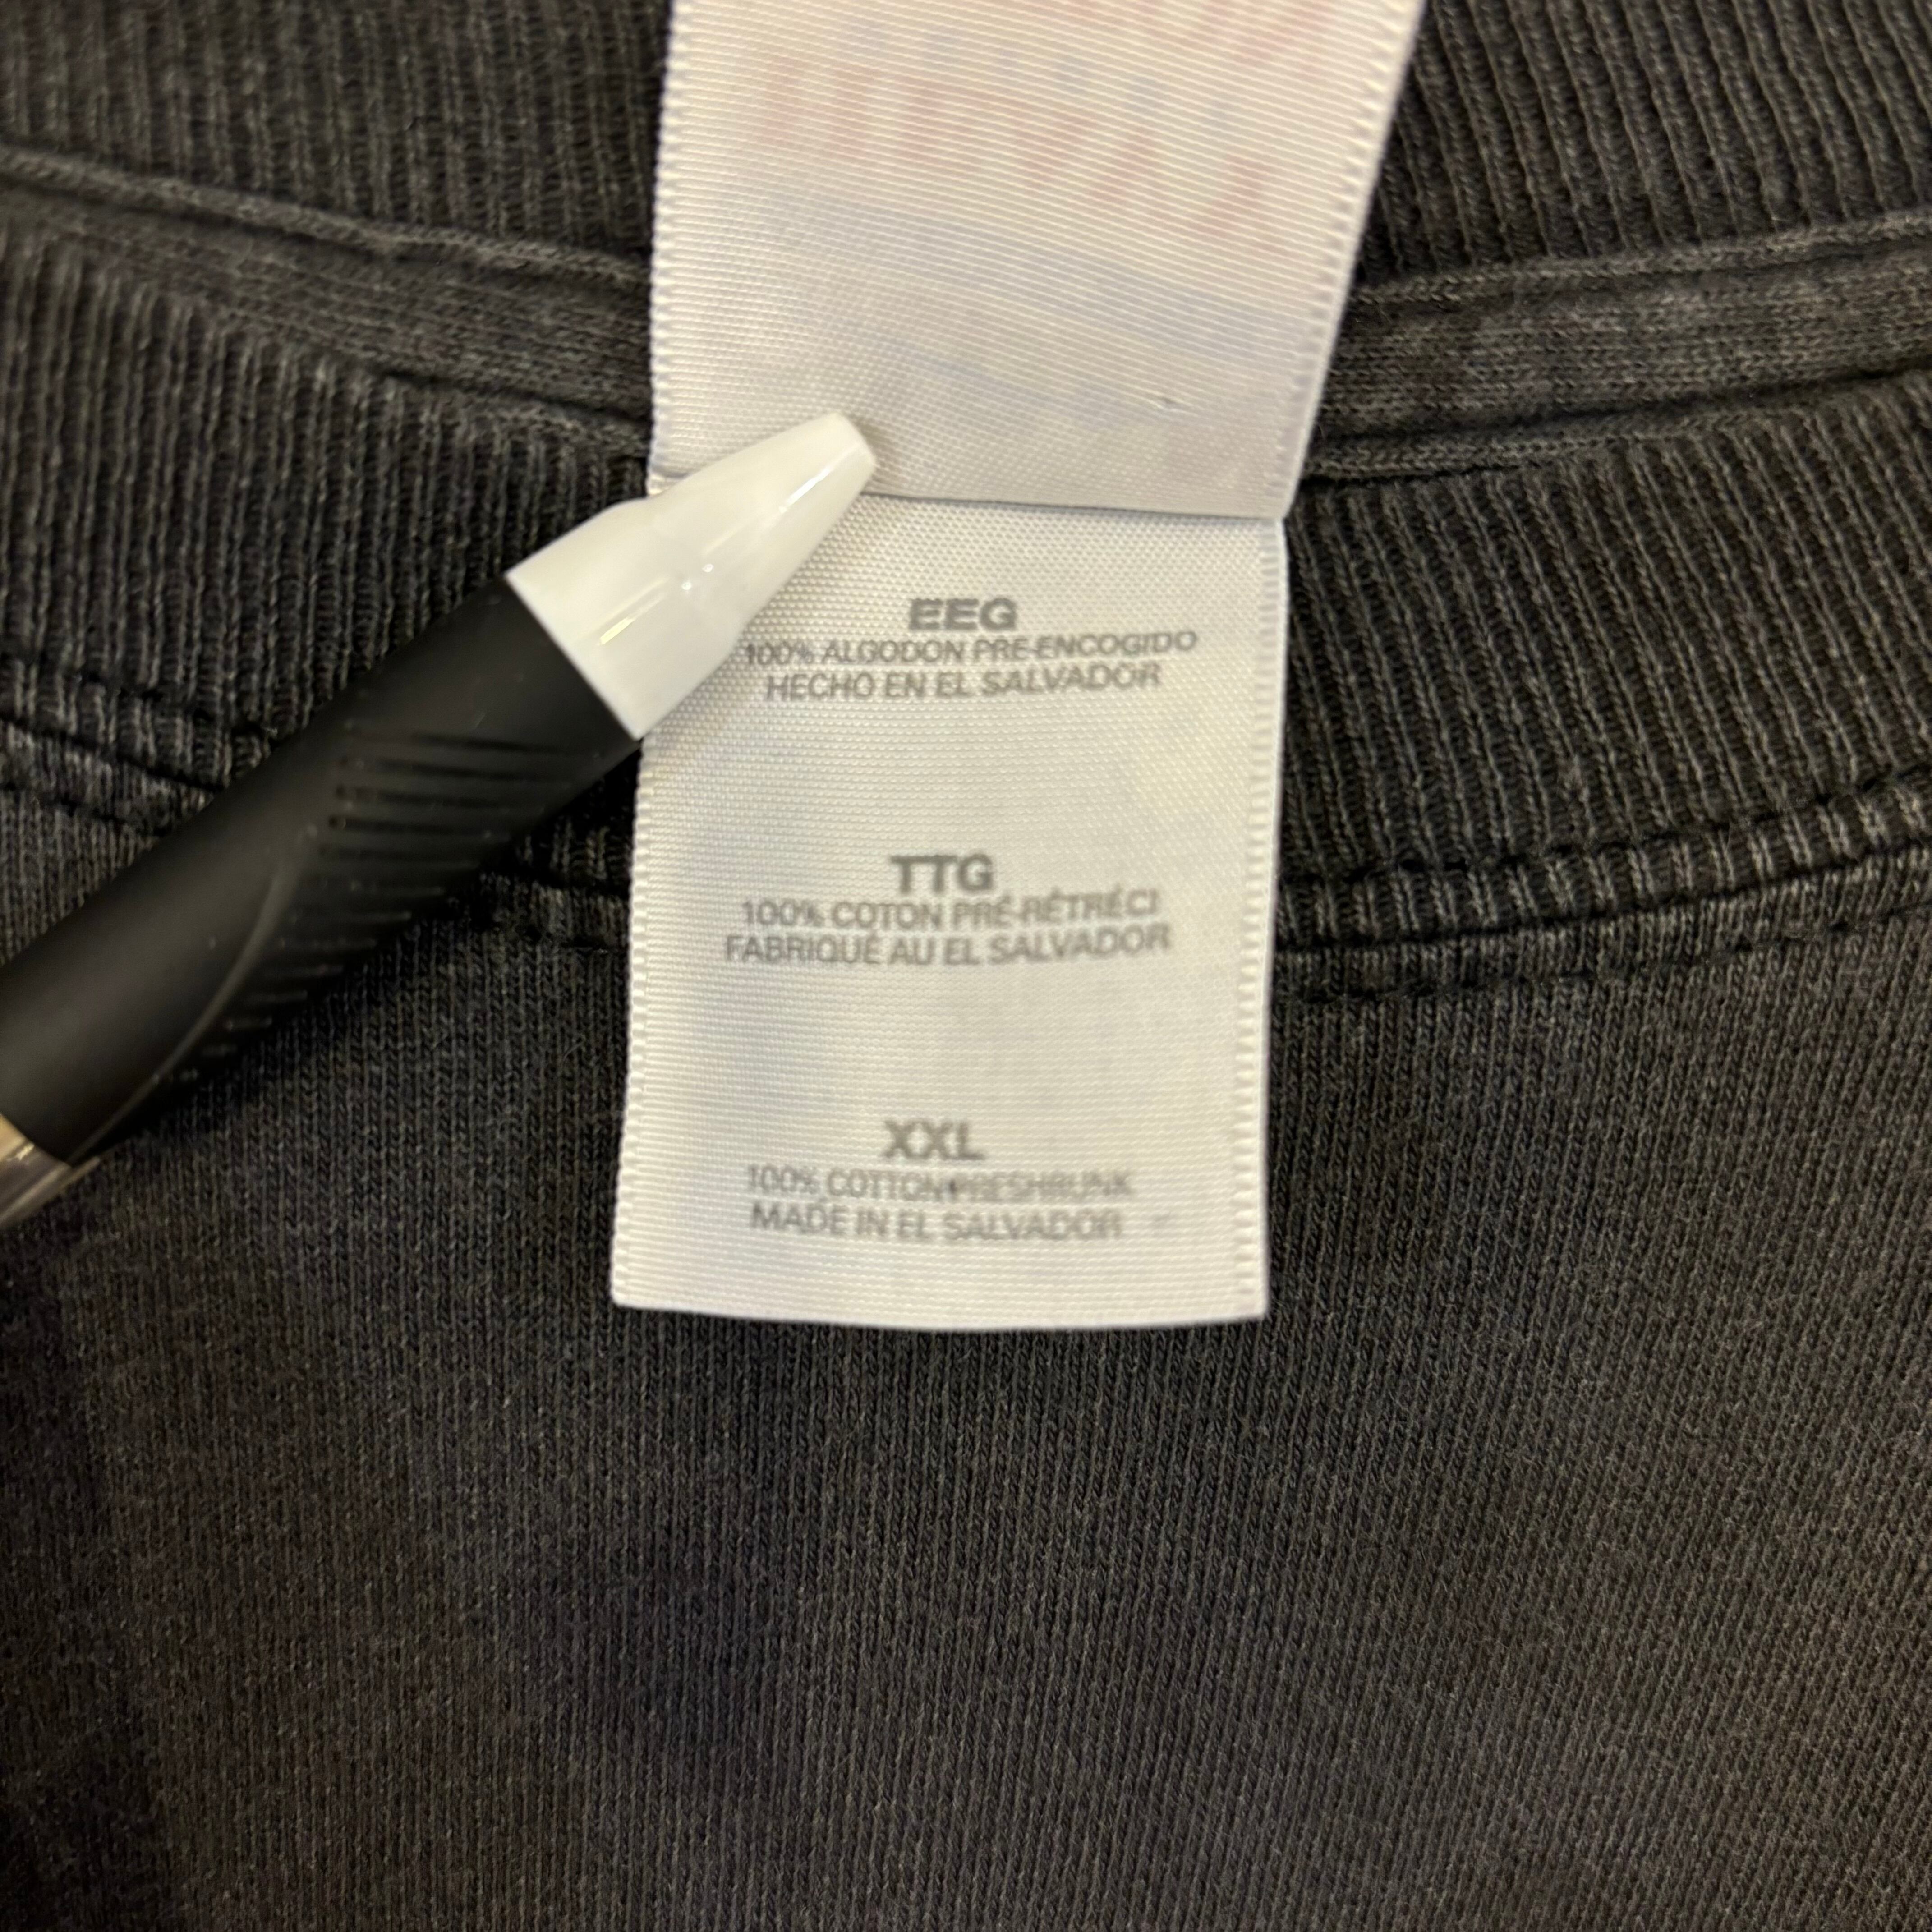 EEG
100% ALGODON PRE-ENCOGIDO
HECHO EN EL SALVADOR
TTG
100% COTON PRÉ-RÉTRÉCI
FABRIQUÉ AU EL SALVADOR
XXL
100% COTTON PRESHRUNK
MADE IN EL SALVADOR